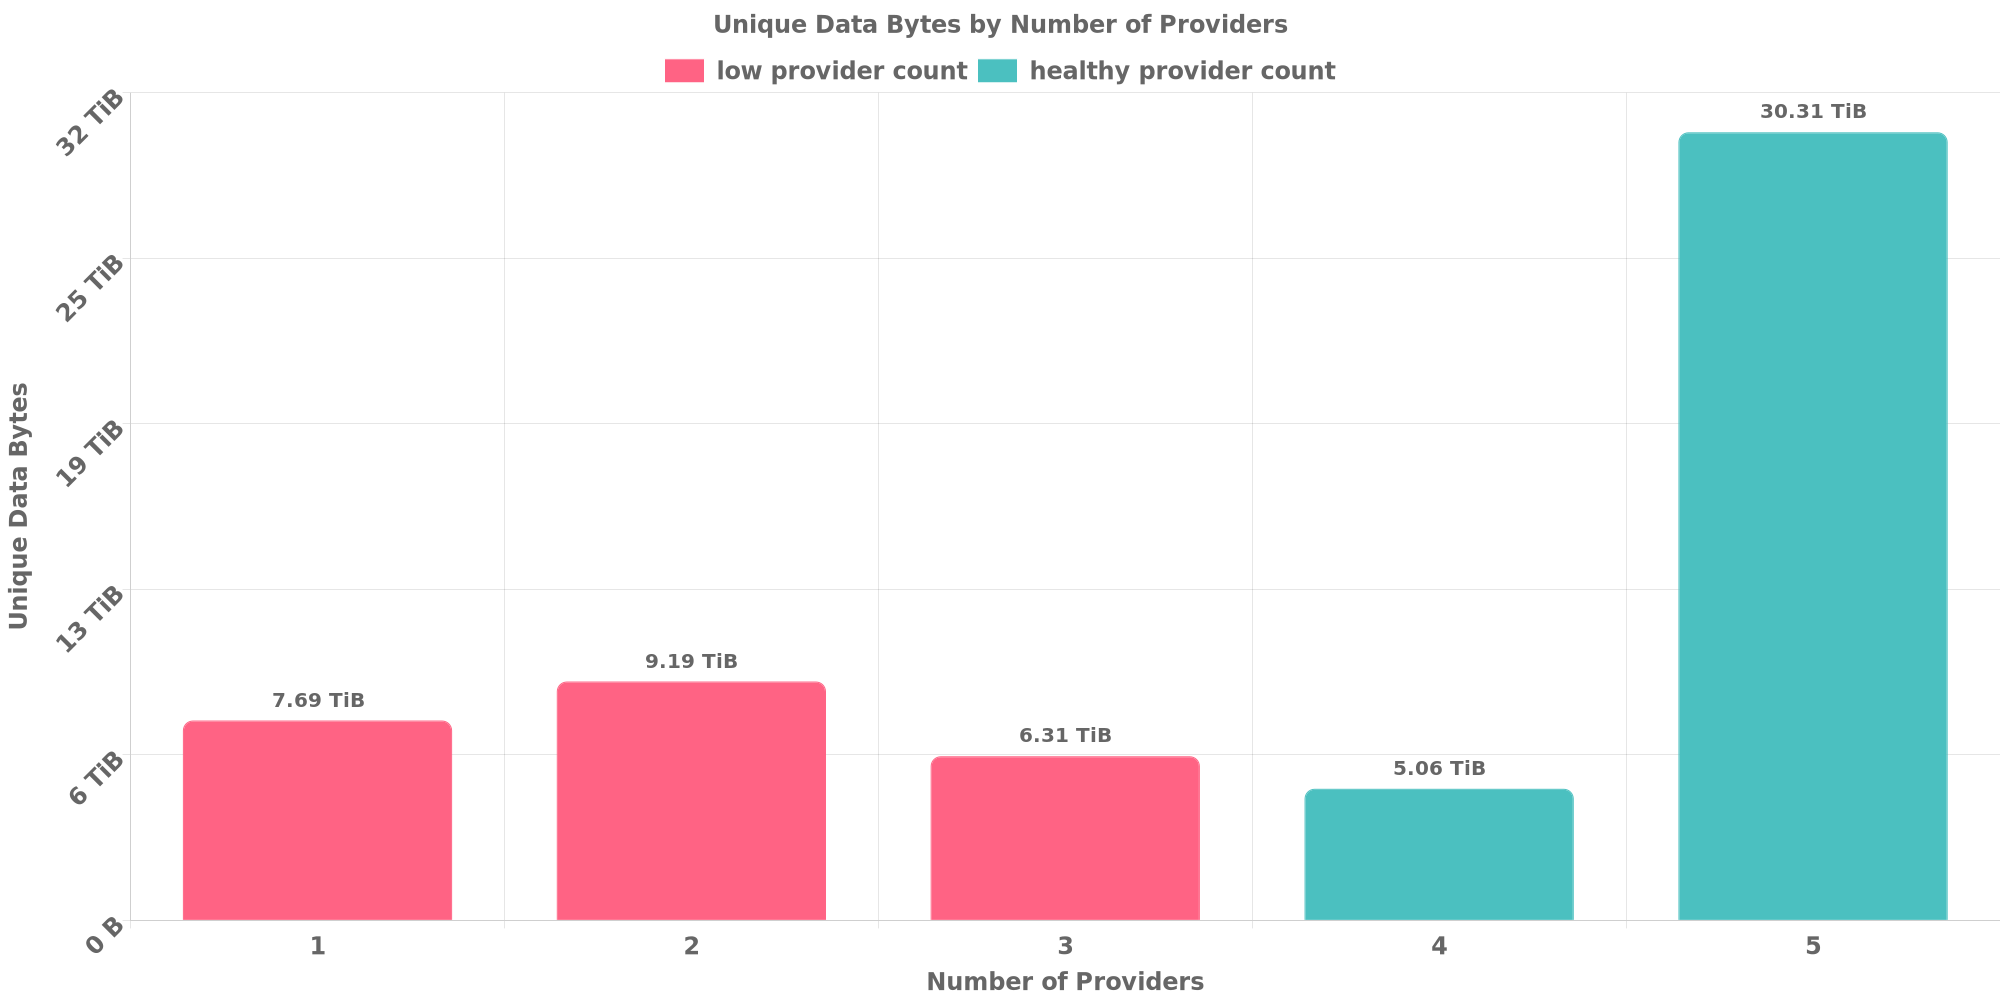 Unique Data Bytes by Number of Providers
low provider count healthy provider count
32 TiB
25 TiB
19 TiB
13 TiB
6 TiB
0 B
Unique Data Bytes
7.69 TiB
9.19 TiB
6.31 TiB
5.06 TiB
30.31 TiB
1 2 3 4 5
Number of Providers